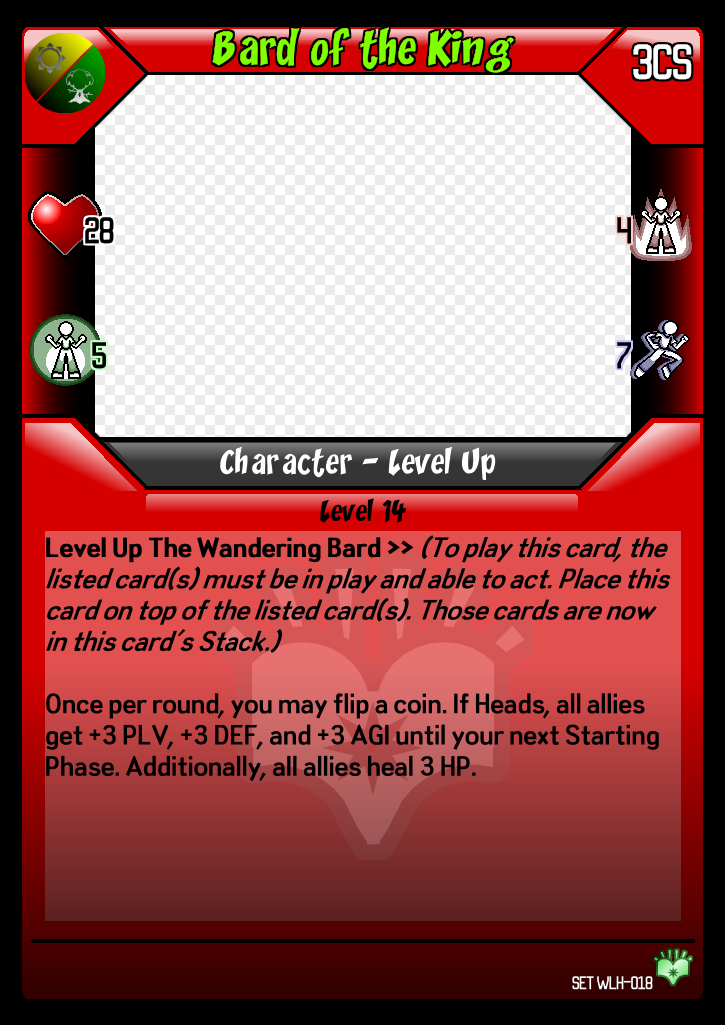 Bard of the King
3CS
28
4
5
7
Character - Level Up
Level 14
Level Up The Wandering Bard >> (To play this card, the
listed card(s) must be in play and able to act. Place this
card on top of the listed card(s). Those cards are now
in this card's Stack.)
Once per round, you may flip a coin. If Heads, all allies
get +3 PLV, +3 DEF, and +3 AGI until your next Starting
Phase. Additionally, all allies heal 3 HP.
SET WLH-018